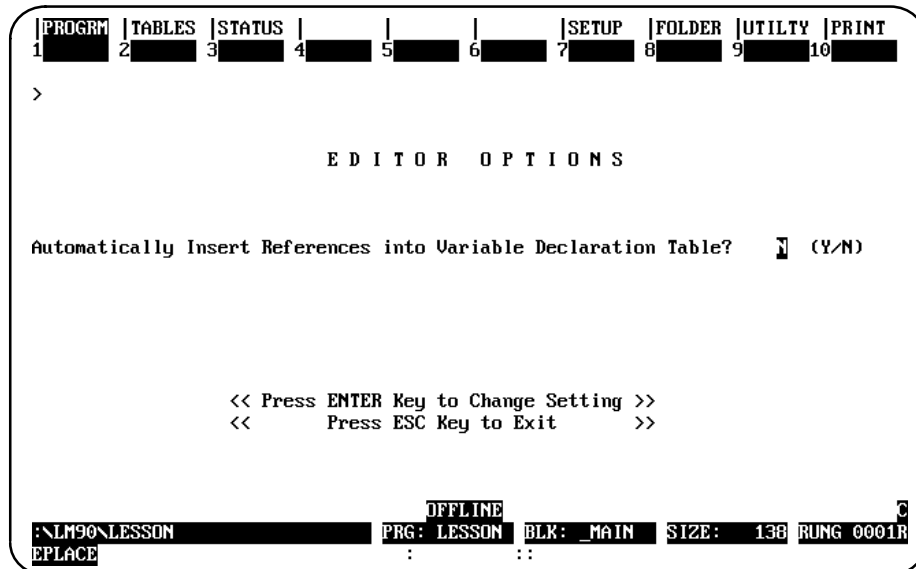 |PROGRM |TABLES |STATUS | | | |SETUP |FOLDER |UTILTY |PRINT
1 2 3 4 5 6 7 8 9 10
>
E D I T O R O P T I O N S
Automatically Insert References into Variable Declaration Table? N (Y/N)
<< Press ENTER Key to Change Setting >>
<< Press ESC Key to Exit >>
OFFLINE C
:\LM90\LESSON PRG: LESSON BLK: _MAIN SIZE: 138 RUNG 0001R
EPLACE : ::